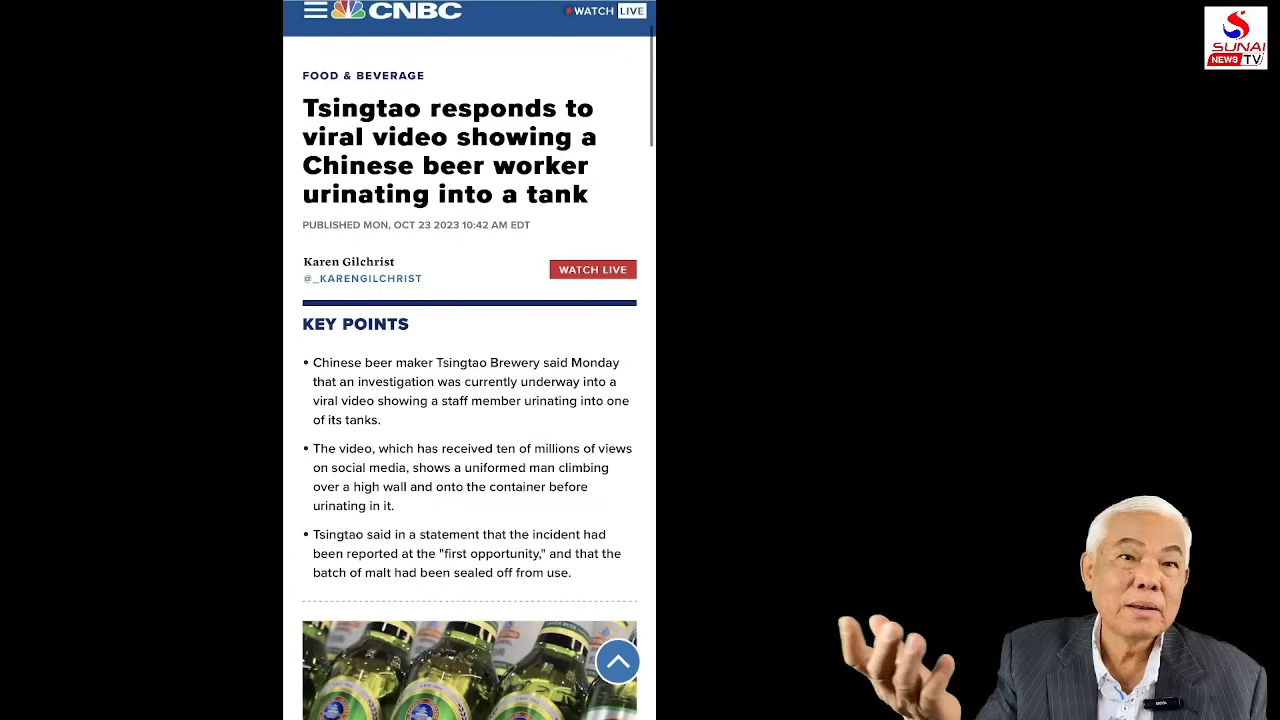 CNBC
WATCH LIVE
SUNAI
NEWS TV
FOOD & BEVERAGE
Tsingtao responds to
viral video showing a
Chinese beer worker
urinating into a tank
PUBLISHED MON, OCT 23 2023 10:42 AM EDT
Karen Gilchrist
@_KARENGILCHRIST
WATCH LIVE
KEY POINTS
• Chinese beer maker Tsingtao Brewery said Monday
that an investigation was currently underway into a
viral video showing a staff member urinating into one
of its tanks.
• The video, which has received ten of millions of views
on social media, shows a uniformed man climbing
over a high wall and onto the container before
urinating in it.
• Tsingtao said in a statement that the incident had
been reported at the "first opportunity," and that the
batch of malt had been sealed off from use.